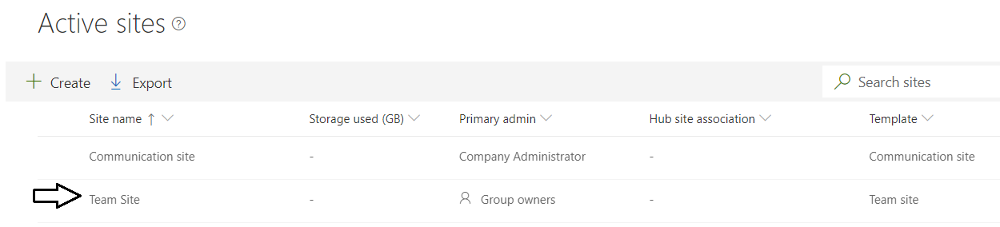 Active sites ?
Create Export Search sites
Site name ↑ Storage used (GB) Primary admin Hub site association Template
Communication site - Company Administrator - Communication site
Team Site - Group owners - Team site